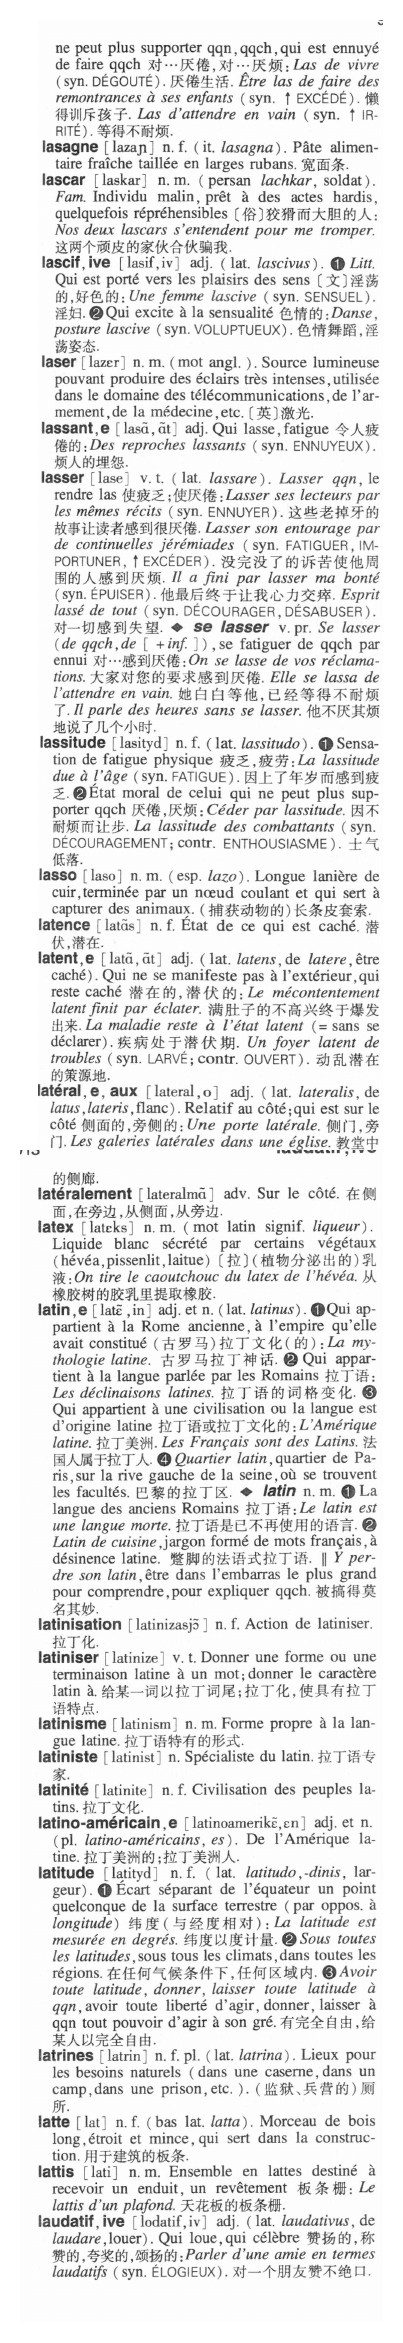 ne peut plus supporter qqn, qqch, qui est ennuyé
de faire qqch 对…厌倦,对…厌烦: Las de vivre
(syn. DÉGOUTÉ). 厌倦生活. Être las de faire des
remontrances à ses enfants (syn. ↑ EXCÉDÉ). 懒
得训斥孩子. Las d'attendre en vain (syn. ↑ IR-
RITÉ). 等得不耐烦.
lasagne [lazaɲ] n. f. (it. lasagna). Pâte alimen-
taire fraîche taillée en larges rubans. 宽面条.
lascar [laskar] n. m. (persan lachkar, soldat).
Fam. Individu malin, prêt à des actes hardis,
quelquefois répréhensibles〔俗〕狡猾而大胆的人:
Nos deux lascars s'entendent pour me tromper.
这两个顽皮的家伙合伙骗我.
lascif, ive [lasif, iv] adj. (lat. lascivus). ❶ Litt.
Qui est porté vers les plaisirs des sens〔文〕淫荡
的,好色的: Une femme lascive (syn. SENSUEL).
淫妇. ❷ Qui excite à la sensualité 色情的: Danse,
posture lascive (syn. VOLUPTUEUX). 色情舞蹈,淫
荡姿态.
laser [lazɛr] n. m. (mot angl.). Source lumineuse
pouvant produire des éclairs très intenses, utilisée
dans le domaine des télécommunications, de l'ar-
mement, de la médecine, etc.〔英〕激光.
lassant, e [lasɑ̃, ɑ̃t] adj. Qui lasse, fatigue 令人疲
倦的: Des reproches lassants (syn. ENNUYEUX).
烦人的埋怨.
lasser [lase] v. t. (lat. lassare). Lasser qqn, le
rendre las 使疲乏;使厌倦: Lasser ses lecteurs par
les mêmes récits (syn. ENNUYER). 这些老掉牙的
故事让读者感到很厌倦. Lasser son entourage par
de continuelles jérémiades (syn. FATIGUER, IM-
PORTUNER, ↑ EXCÉDER). 没完没了的诉苦使他周
围的人感到厌烦. Il a fini par lasser ma bonté
(syn. ÉPUISER). 他最后终于让我心力交瘁. Esprit
lassé de tout (syn. DÉCOURAGER, DÉSABUSER).
对一切感到失望. ◆ se lasser v. pr. Se lasser
(de qqch, de [+inf.]), se fatiguer de qqch par
ennui 对…感到厌倦: On se lasse de vos réclama-
tions. 大家对您的要求感到厌倦. Elle se lassa de
l'attendre en vain. 她白白等他,已经等得不耐烦
了. Il parle des heures sans se lasser. 他不厌其烦
地说了几个小时.
lassitude [lasityd] n. f. (lat. lassitudo). ❶ Sensa-
tion de fatigue physique 疲乏,疲劳: La lassitude
due à l'âge (syn. FATIGUE). 因上了年岁而感到疲
乏. ❷ État moral de celui qui ne peut plus sup-
porter qqch 厌倦,厌烦: Céder par lassitude. 因不
耐烦而让步. La lassitude des combattants (syn.
DÉCOURAGEMENT; contr. ENTHOUSIASME). 士气
低落.
lasso [laso] n. m. (esp. lazo). Longue lanière de
cuir, terminée par un nœud coulant et qui sert à
capturer des animaux. (捕获动物的)长条皮套索.
latence [latɑ̃s] n. f. État de ce qui est caché. 潜
伏,潜在.
latent, e [latɑ̃, ɑ̃t] adj. (lat. latens, de latere, être
caché). Qui ne se manifeste pas à l'extérieur, qui
reste caché 潜在的,潜伏的: Le mécontentement
latent finit par éclater. 满肚子的不高兴终于爆发
出来. La maladie reste à l'état latent (= sans se
déclarer). 疾病处于潜伏期. Un foyer latent de
troubles (syn. LARVÉ; contr. OUVERT). 动乱潜在
的策源地.
latéral, e, aux [lateral, o] adj. (lat. lateralis, de
latus, lateris, flanc). Relatif au côté; qui est sur le
côté 侧面的,旁侧的: Une porte latérale. 侧门,旁
门. Les galeries latérales dans une église. 教堂中
的侧廊.
latéralement [lateralmɑ̃] adv. Sur le côté. 在侧
面,在旁边,从侧面,从旁边.
latex [latɛks] n. m. (mot latin signif. liqueur).
Liquide blanc sécrété par certains végétaux
(hévéa, pissenlit, laitue)〔拉〕(植物分泌出的)乳
液: On tire le caoutchouc du latex de l'hévéa. 从
橡胶树的胶乳里提取橡胶.
latin, e [latɛ̃, in] adj. et n. (lat. latinus). ❶ Qui ap-
partient à la Rome ancienne, à l'empire qu'elle
avait constitué (古罗马)拉丁文化(的): La my-
thologie latine. 古罗马拉丁神话. ❷ Qui appar-
tient à la langue parlée par les Romains 拉丁语:
Les déclinaisons latines. 拉丁语的词格变化. ❸
Qui appartient à une civilisation ou la langue est
d'origine latine 拉丁语或拉丁文化的: L'Amérique
latine. 拉丁美洲. Les Français sont des Latins. 法
国人属于拉丁人. ❹ Quartier latin, quartier de Pa-
ris, sur la rive gauche de la seine, où se trouvent
les facultés. 巴黎的拉丁区. ◆ latin n. m. ❶ La
langue des anciens Romains 拉丁语: Le latin est
une langue morte. 拉丁语是已不再使用的语言. ❷
Latin de cuisine, jargon formé de mots français, à
désinence latine. 蹩脚的法语式拉丁语. ‖ Y per-
dre son latin, être dans l'embarras le plus grand
pour comprendre, pour expliquer qqch. 被搞得莫
名其妙.
latinisation [latinizasjɔ̃] n. f. Action de latiniser.
拉丁化.
latiniser [latinize] v. t. Donner une forme ou une
terminaison latine à un mot; donner le caractère
latin à. 给某一词以拉丁词尾;拉丁化,使具有拉丁
语特点.
latinisme [latinism] n. m. Forme propre à la lan-
gue latine. 拉丁语特有的形式.
latiniste [latinist] n. Spécialiste du latin. 拉丁语专
家.
latinité [latinite] n. f. Civilisation des peuples la-
tins. 拉丁文化.
latino-américain, e [latinoamerikɛ̃, ɛn] adj. et n.
(pl. latino-américains, es). De l'Amérique la-
tine. 拉丁美洲的;拉丁美洲人.
latitude [latityd] n. f. (lat. latitudo, -dinis, lar-
geur). ❶ Écart séparant de l'équateur un point
quelconque de la surface terrestre (par oppos. à
longitude) 纬度(与经度相对): La latitude est
mesurée en degrés. 纬度以度计量. ❷ Sous toutes
les latitudes, sous tous les climats, dans toutes les
régions. 在任何气候条件下,任何区域内. ❸ Avoir
toute latitude, donner, laisser toute latitude à
qqn, avoir toute liberté d'agir, donner, laisser à
qqn tout pouvoir d'agir à son gré. 有完全自由,给
某人以完全自由.
latrines [latrin] n. f. pl. (lat. latrina). Lieux pour
les besoins naturels (dans une caserne, dans un
camp, dans une prison, etc.). (监狱、兵营的)厕
所.
latte [lat] n. f. (bas lat. latta). Morceau de bois
long, étroit et mince, qui sert dans la construc-
tion. 用于建筑的板条.
lattis [lati] n. m. Ensemble en lattes destiné à
recevoir un enduit, un revêtement 板条栅: Le
lattis d'un plafond. 天花板的板条栅.
laudatif, ive [lodatif, iv] adj. (lat. laudativus, de
laudare, louer). Qui loue, qui célèbre 赞扬的,称
赞的,夸奖的,颂扬的: Parler d'une amie en termes
laudatifs (syn. ÉLOGIEUX). 对一个朋友赞不绝口.